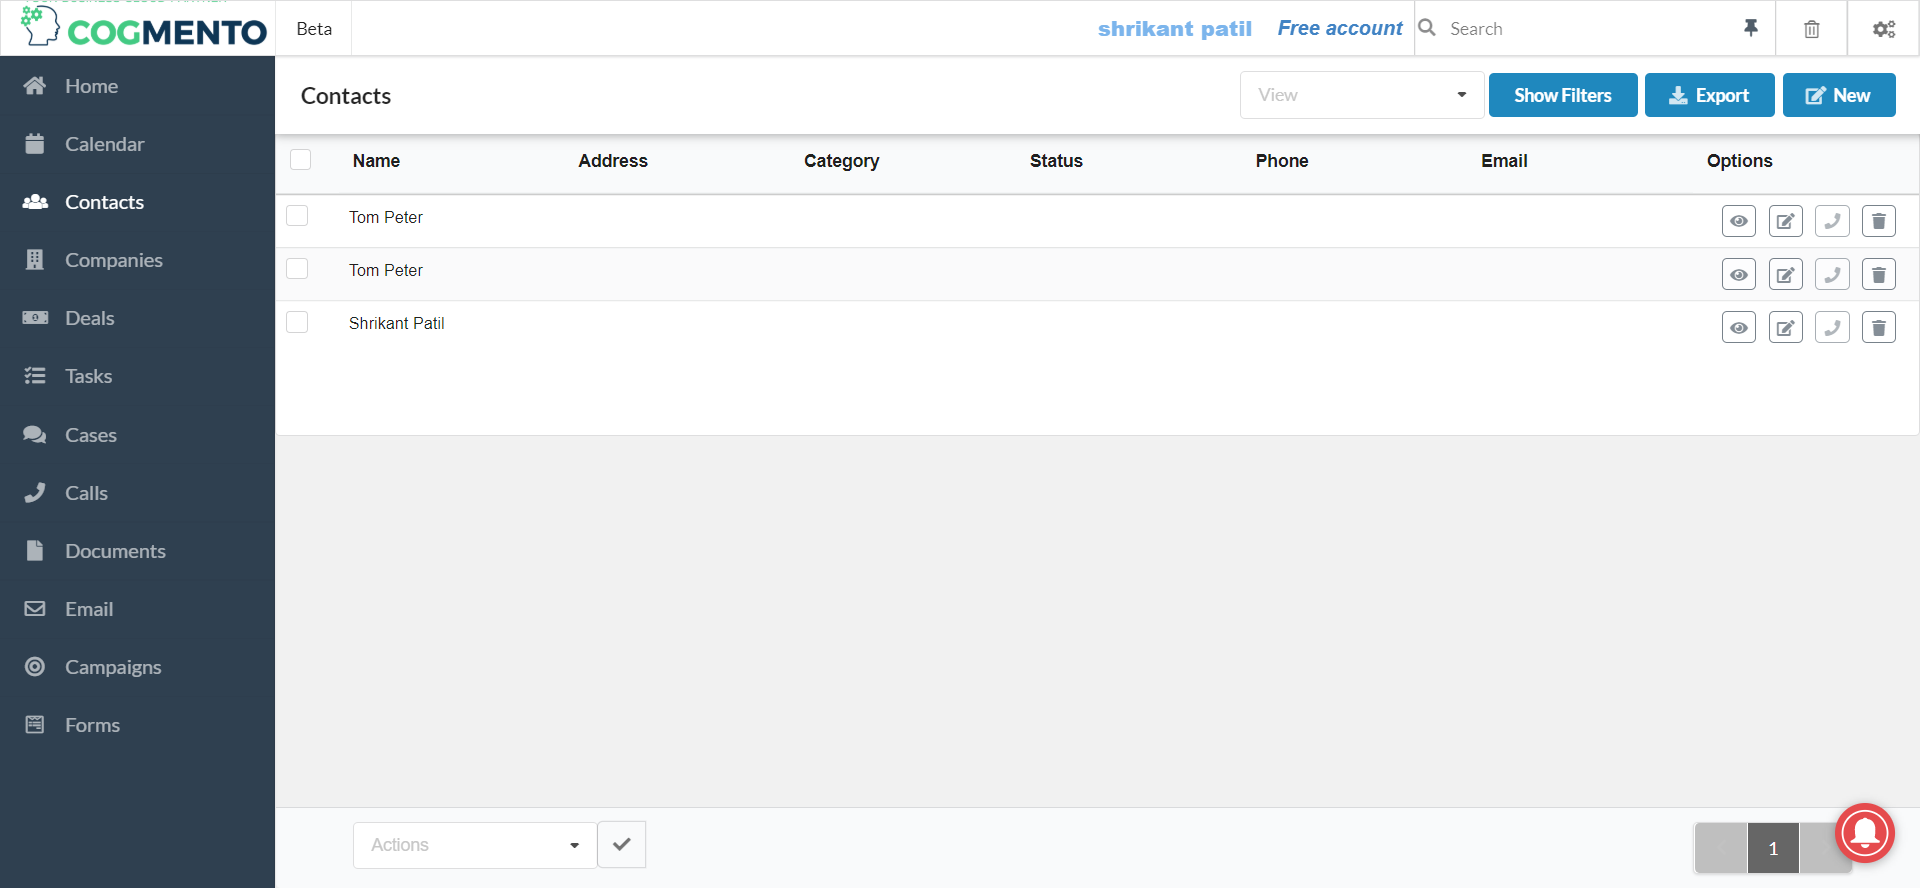 COGMENTO
Beta
shrikant patil
Free account
Search
Home
Calendar
Contacts
Companies
Deals
Tasks
Cases
Calls
Documents
Email
Campaigns
Forms
Contacts
View
Show Filters
Export
New
Name Address Category Status Phone Email Options
Tom Peter
Tom Peter
Shrikant Patil
Actions
1